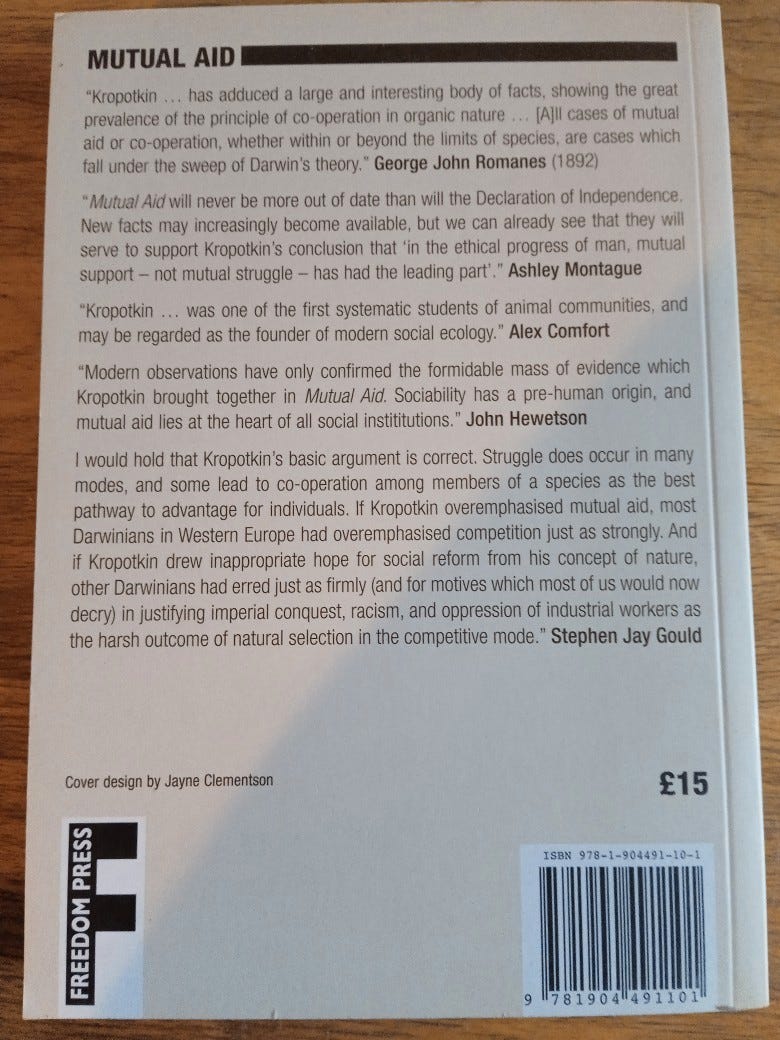 MUTUAL AID
“Kropotkin … has adduced a large and interesting body of facts, showing the great
prevalence of the principle of co-operation in organic nature … [A]ll cases of mutual
aid or co-operation, whether within or beyond the limits of species, are cases which
fall under the sweep of Darwin’s theory.” George John Romanes (1892)
“Mutual Aid will never be more out of date than will the Declaration of Independence.
New facts may increasingly become available, but we can already see that they will
serve to support Kropotkin’s conclusion that ‘in the ethical progress of man, mutual
support – not mutual struggle – has had the leading part’.” Ashley Montague
“Kropotkin … was one of the first systematic students of animal communities, and
may be regarded as the founder of modern social ecology.” Alex Comfort
“Modern observations have only confirmed the formidable mass of evidence which
Kropotkin brought together in Mutual Aid. Sociability has a pre-human origin, and
mutual aid lies at the heart of all social instititutions.” John Hewetson
I would hold that Kropotkin’s basic argument is correct. Struggle does occur in many
modes, and some lead to co-operation among members of a species as the best
pathway to advantage for individuals. If Kropotkin overemphasised mutual aid, most
Darwinians in Western Europe had overemphasised competition just as strongly. And
if Kropotkin drew inappropriate hope for social reform from his concept of nature,
other Darwinians had erred just as firmly (and for motives which most of us would now
decry) in justifying imperial conquest, racism, and oppression of industrial workers as
the harsh outcome of natural selection in the competitive mode.” Stephen Jay Gould
Cover design by Jayne Clementson
£15
FREEDOM PRESS
F
ISBN 978-1-904491-10-1
9 781904 491101